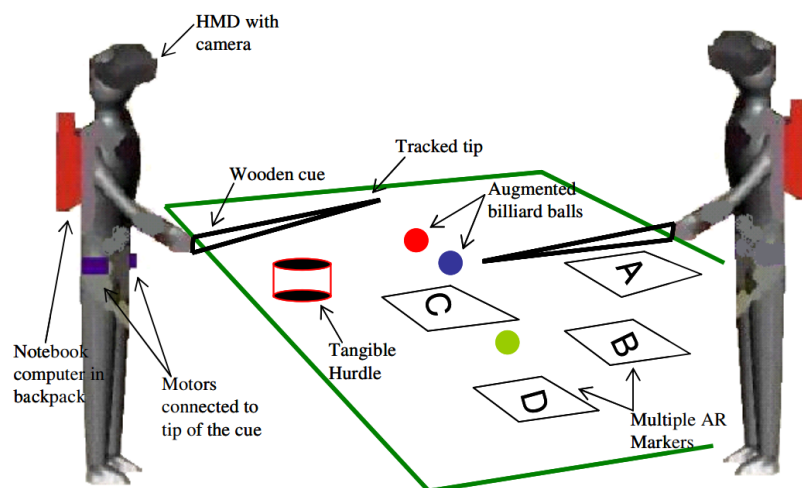 HMD with
camera
Tracked tip
Wooden cue
Augmented
billiard balls
A
C
B
D
Tangible
Hurdle
Notebook
computer in
backpack
Motors
connected to
tip of the cue
Multiple AR
Markers